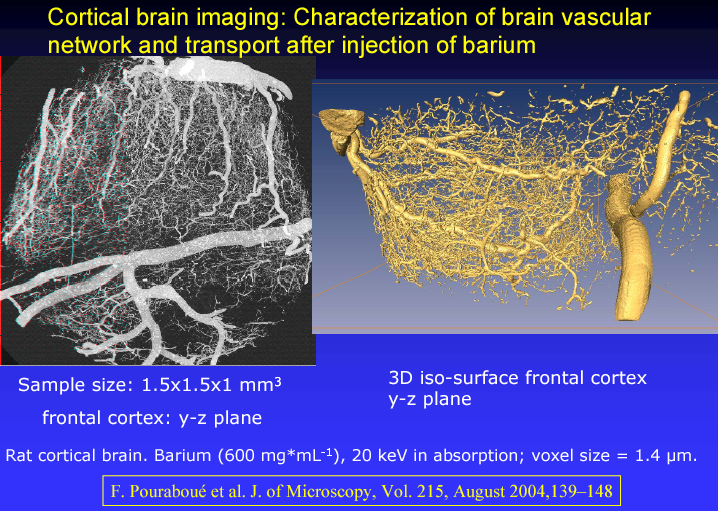 Cortical brain imaging: Characterization of brain vascular
network and transport after injection of barium
Sample size: 1.5x1.5x1 mm³
frontal cortex: y-z plane
3D iso-surface frontal cortex
y-z plane
Rat cortical brain. Barium (600 mg*mL⁻¹), 20 keV in absorption; voxel size = 1.4 µm.
F. Pouraboué et al. J. of Microscopy, Vol. 215, August 2004,139–148